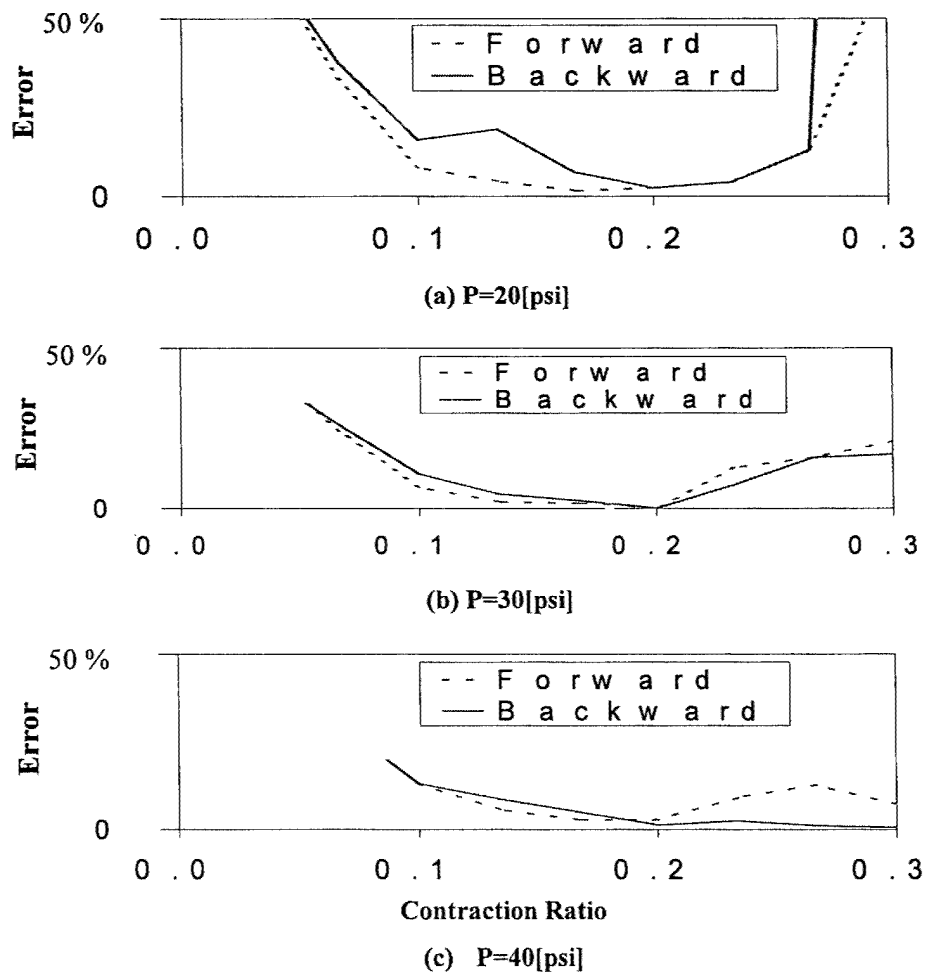 50 %
Forward
Backward
Error
0
0.0 0.1 0.2 0.3
(a) P=20[psi]
50 %
Forward
Backward
Error
0
0.0 0.1 0.2 0.3
(b) P=30[psi]
50 %
Forward
Backward
Error
0
0.0 0.1 0.2 0.3
Contraction Ratio
(c) P=40[psi]